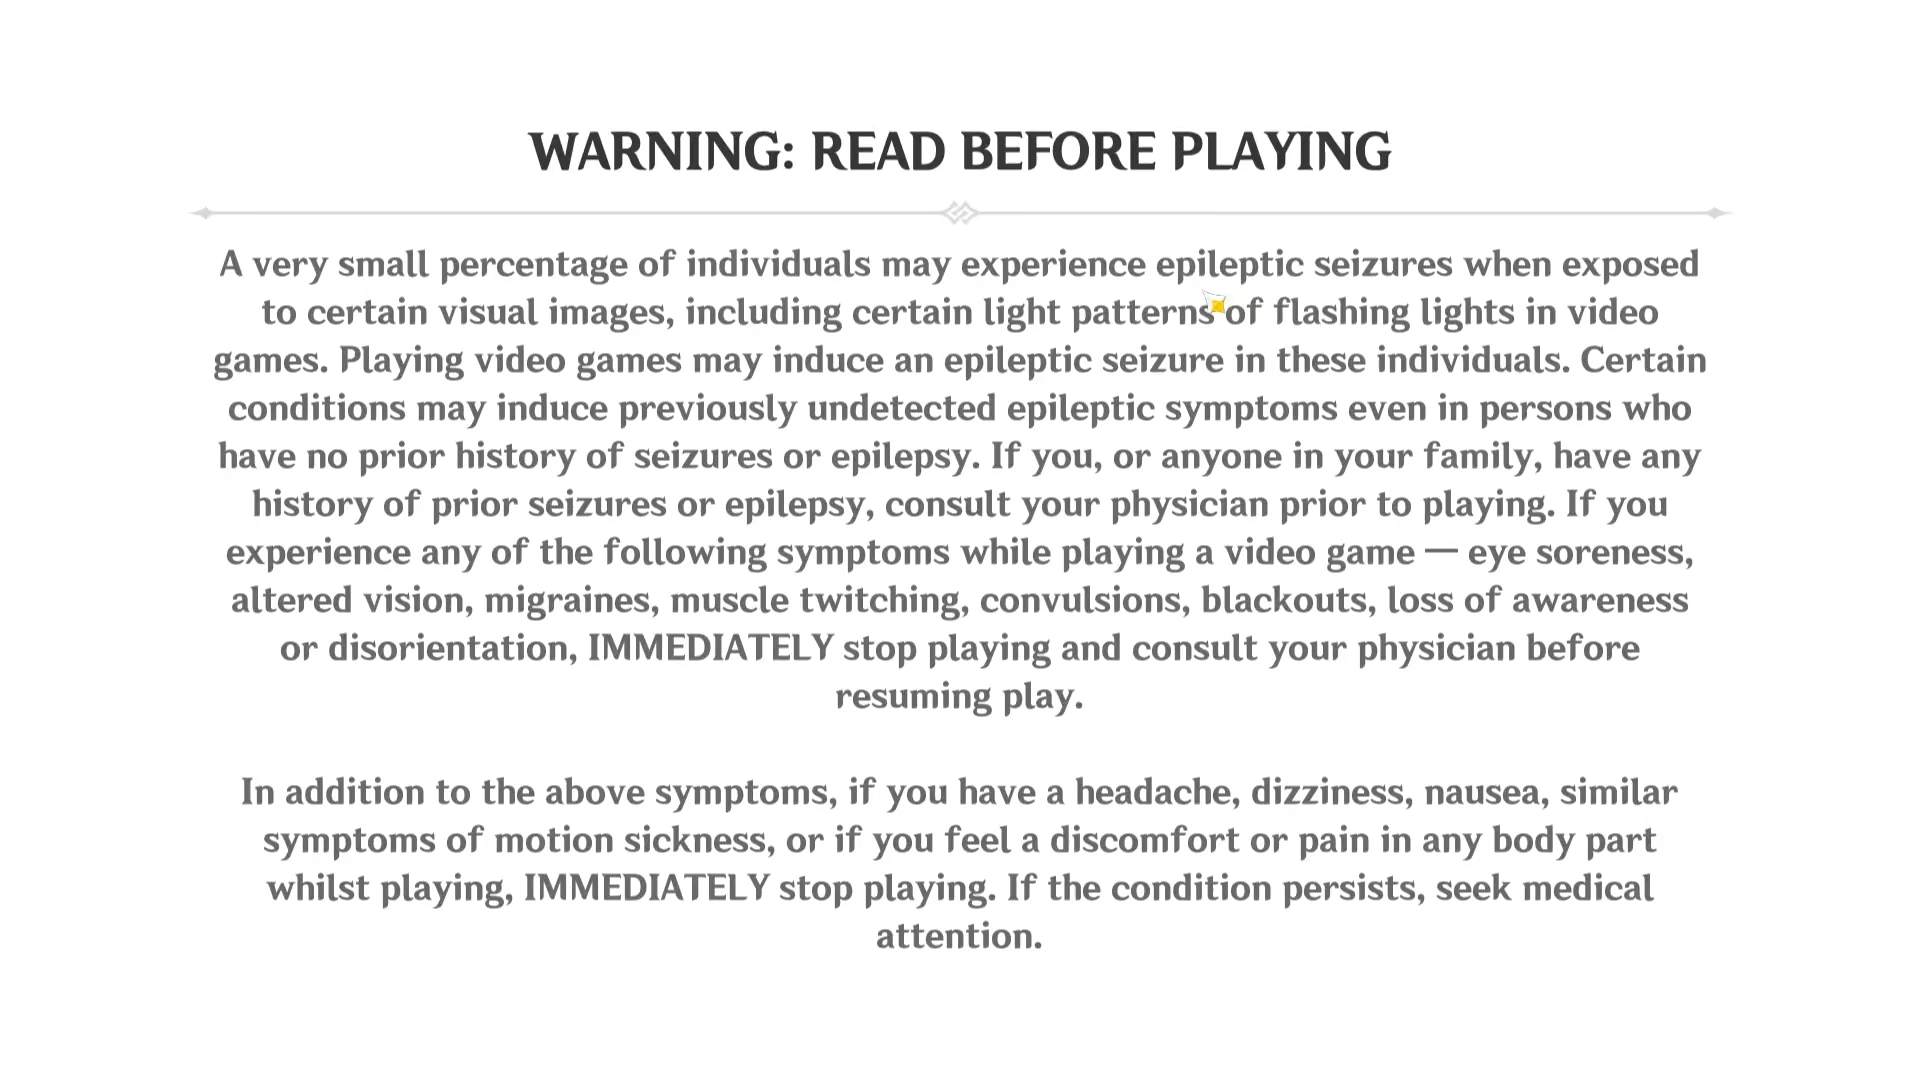 WARNING: READ BEFORE PLAYING
A very small percentage of individuals may experience epileptic seizures when exposed
to certain visual images, including certain light patterns of flashing lights in video
games. Playing video games may induce an epileptic seizure in these individuals. Certain
conditions may induce previously undetected epileptic symptoms even in persons who
have no prior history of seizures or epilepsy. If you, or anyone in your family, have any
history of prior seizures or epilepsy, consult your physician prior to playing. If you
experience any of the following symptoms while playing a video game — eye soreness,
altered vision, migraines, muscle twitching, convulsions, blackouts, loss of awareness
or disorientation, IMMEDIATELY stop playing and consult your physician before
resuming play.
In addition to the above symptoms, if you have a headache, dizziness, nausea, similar
symptoms of motion sickness, or if you feel a discomfort or pain in any body part
whilst playing, IMMEDIATELY stop playing. If the condition persists, seek medical
attention.